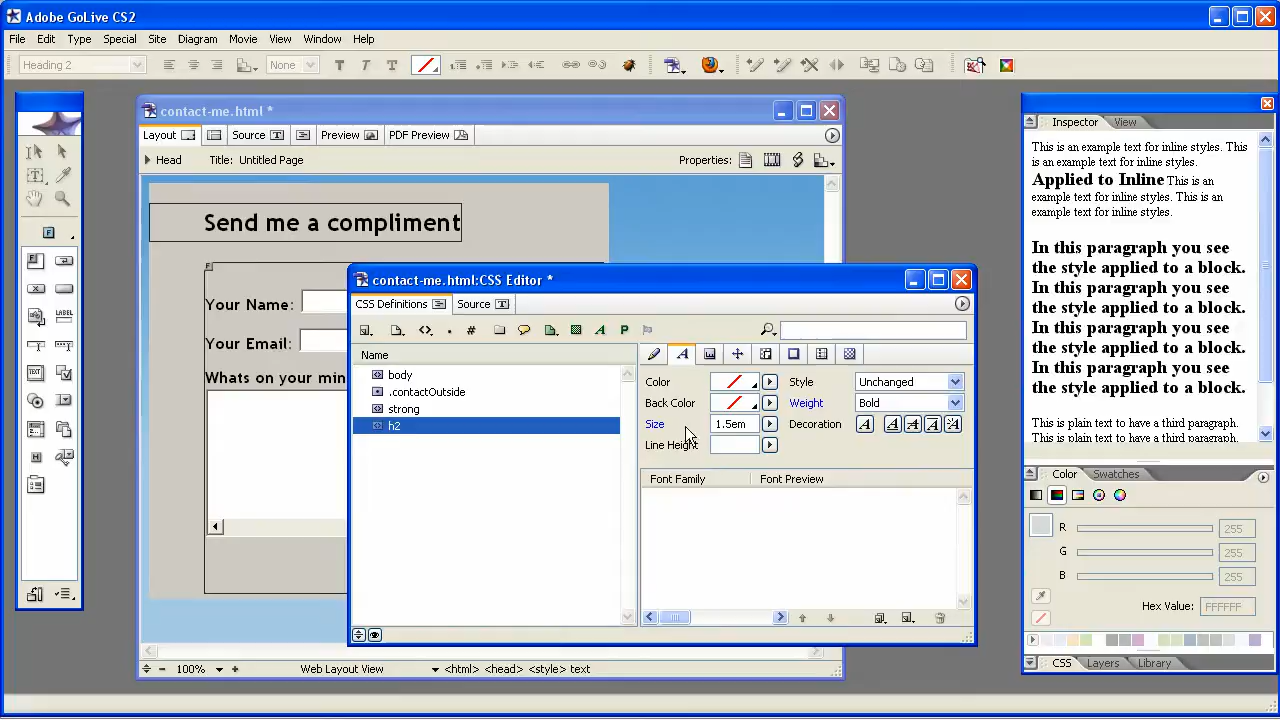 Adobe GoLive CS2
File Edit Type Special Site Diagram Movie View Window Help
Heading 2 None
contact-me.html *
Layout Source Preview PDF Preview
Head Title: Untitled Page Properties:
Send me a compliment
Your Name:
Your Email:
Whats on your min
100% Web Layout View <html> <head> <style> text
contact-me.html:CSS Editor *
CSS Definitions Source
Name
body
.contactOutside
strong
h2
Color Style Unchanged
Back Color Weight Bold
Size 1.5em Decoration
Line Height
Font Family Font Preview
Inspector View
This is an example text for inline styles. This
is an example text for inline styles.
Applied to Inline This is an
example text for inline styles. This is an
example text for inline styles.
In this paragraph you see
the style applied to a block.
In this paragraph you see
the style applied to a block.
In this paragraph you see
the style applied to a block.
In this paragraph you see
the style applied to a block.
This is plain text to have a third paragraph.
This is plain text to have a third paragraph.
Color Swatches
R 255
G 255
B 255
Hex Value: FFFFFF
CSS Layers Library